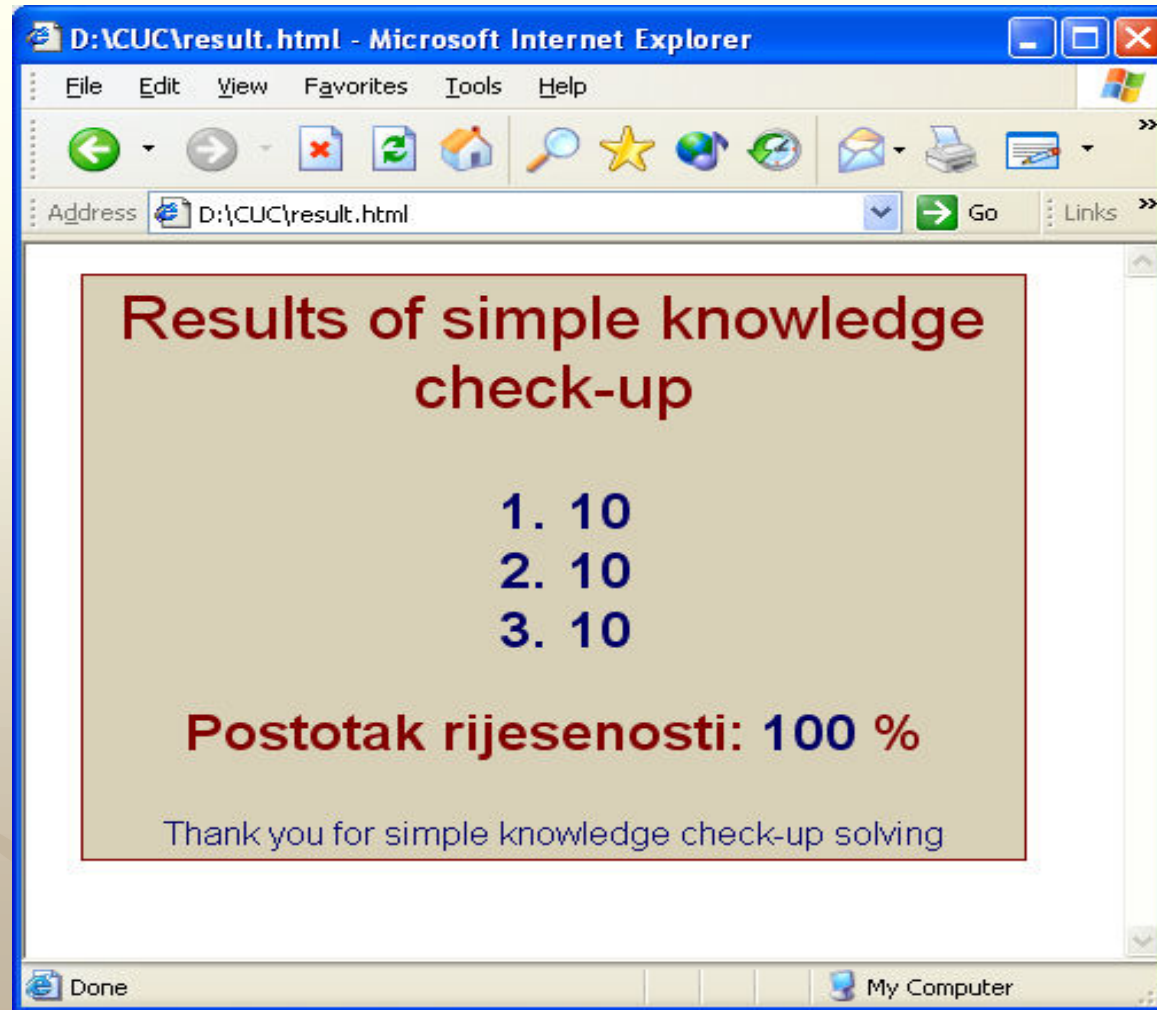 D:\CUC\result.html - Microsoft Internet Explorer
File Edit View Favorites Tools Help
Address D:\CUC\result.html Go Links
Results of simple knowledge
check-up
1. 10
2. 10
3. 10
Postotak rijesenosti: 100 %
Thank you for simple knowledge check-up solving
Done My Computer